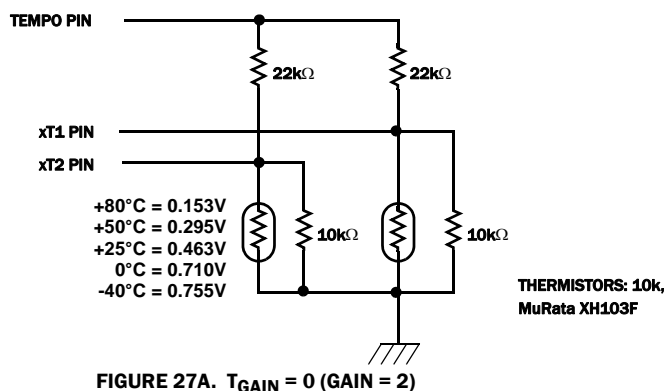 TEMPO PIN
22kΩ 22kΩ
xT1 PIN
xT2 PIN
+80°C = 0.153V
+50°C = 0.295V
+25°C = 0.463V
0°C = 0.710V
-40°C = 0.755V
10kΩ 10kΩ
THERMISTORS: 10k,
MuRata XH103F
FIGURE 27A. TGAIN = 0 (GAIN = 2)